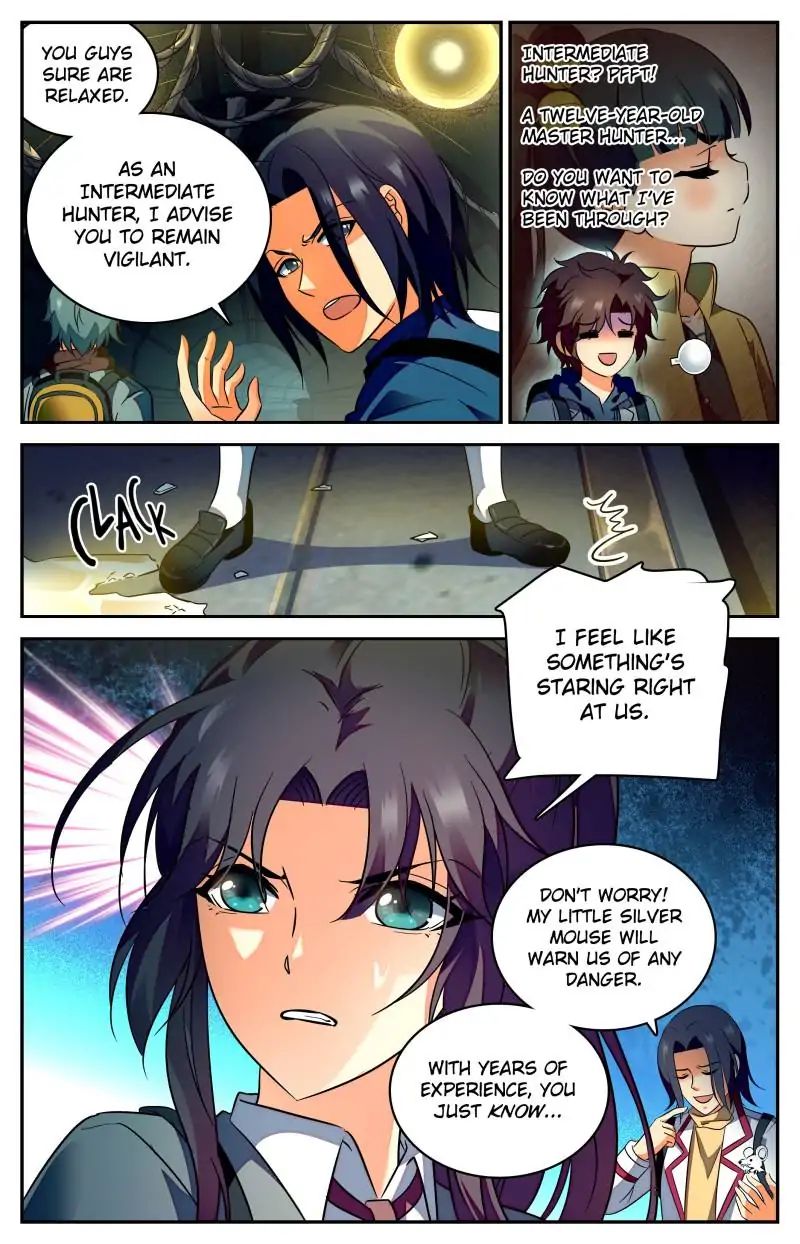 YOU GUYS
SURE ARE
RELAXED.
AS AN
INTERMEDIATE
HUNTER, I ADVISE
YOU TO REMAIN
VIGILANT.
INTERMEDIATE
HUNTER? PFFT!
A TWELVE-YEAR-OLD
MASTER HUNTER...
DO YOU WANT TO
KNOW WHAT I'VE
BEEN THROUGH?
CLACK
I FEEL LIKE
SOMETHING'S
STARING RIGHT
AT US.
DON'T WORRY!
MY LITTLE SILVER
MOUSE WILL
WARN US OF ANY
DANGER.
WITH YEARS OF
EXPERIENCE, YOU
JUST KNOW...